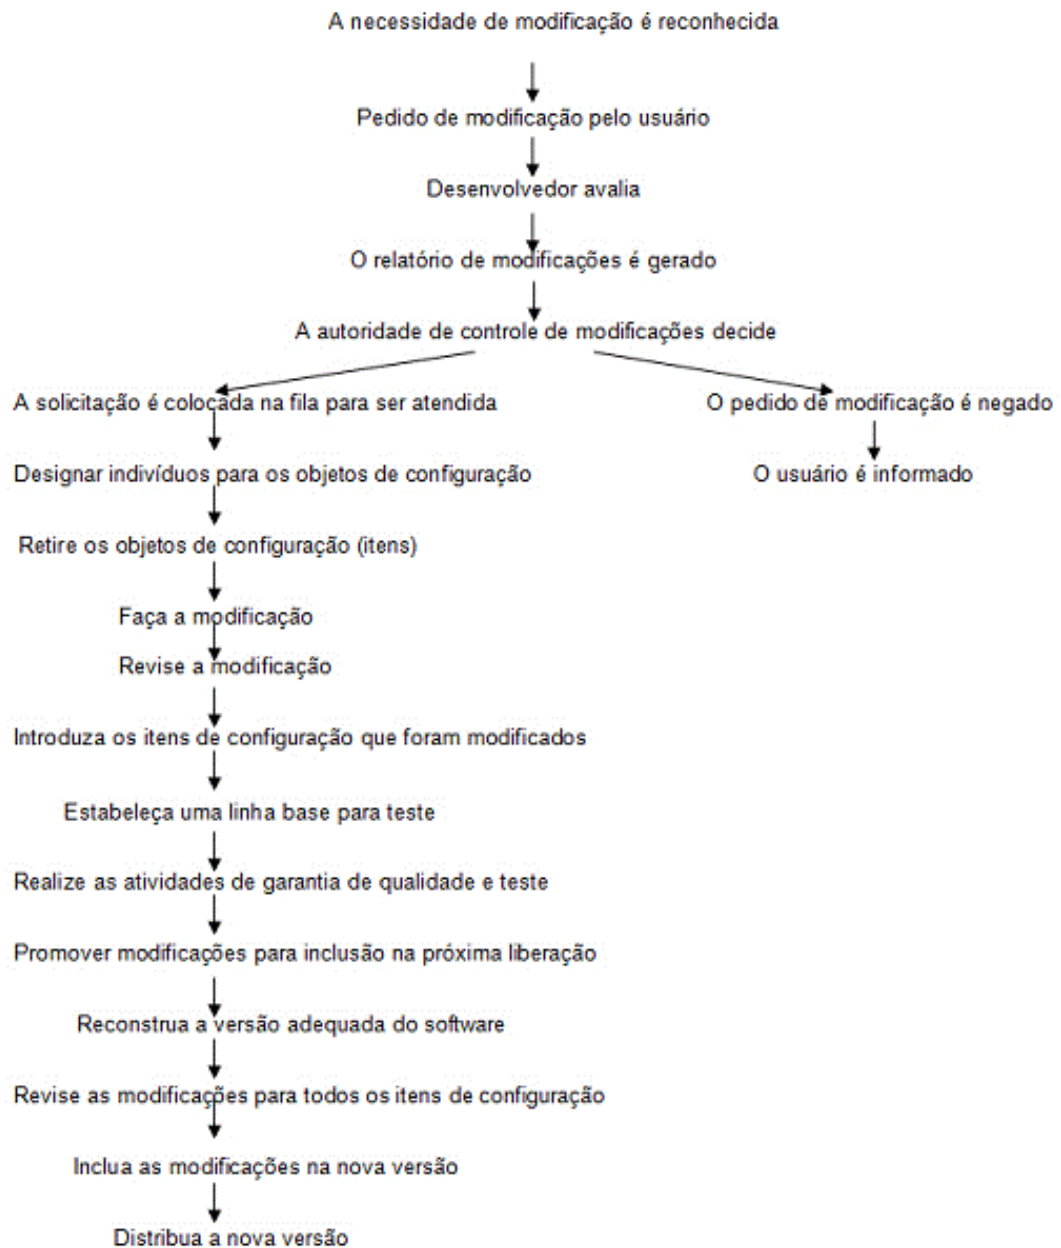 A necessidade de modificação é reconhecida
Pedido de modificação pelo usuário
Desenvolvedor avalia
O relatório de modificações é gerado
A autoridade de controle de modificações decide
A solicitação é colocada na fila para ser atendida
O pedido de modificação é negado
Designar indivíduos para os objetos de configuração
O usuário é informado
Retire os objetos de configuração (itens)
Faça a modificação
Revise a modificação
Introduza os itens de configuração que foram modificados
Estabeleça uma linha base para teste
Realize as atividades de garantia de qualidade e teste
Promover modificações para inclusão na próxima liberação
Reconstrua a versão adequada do software
Revise as modificações para todos os itens de configuração
Inclua as modificações na nova versão
Distribua a nova versão